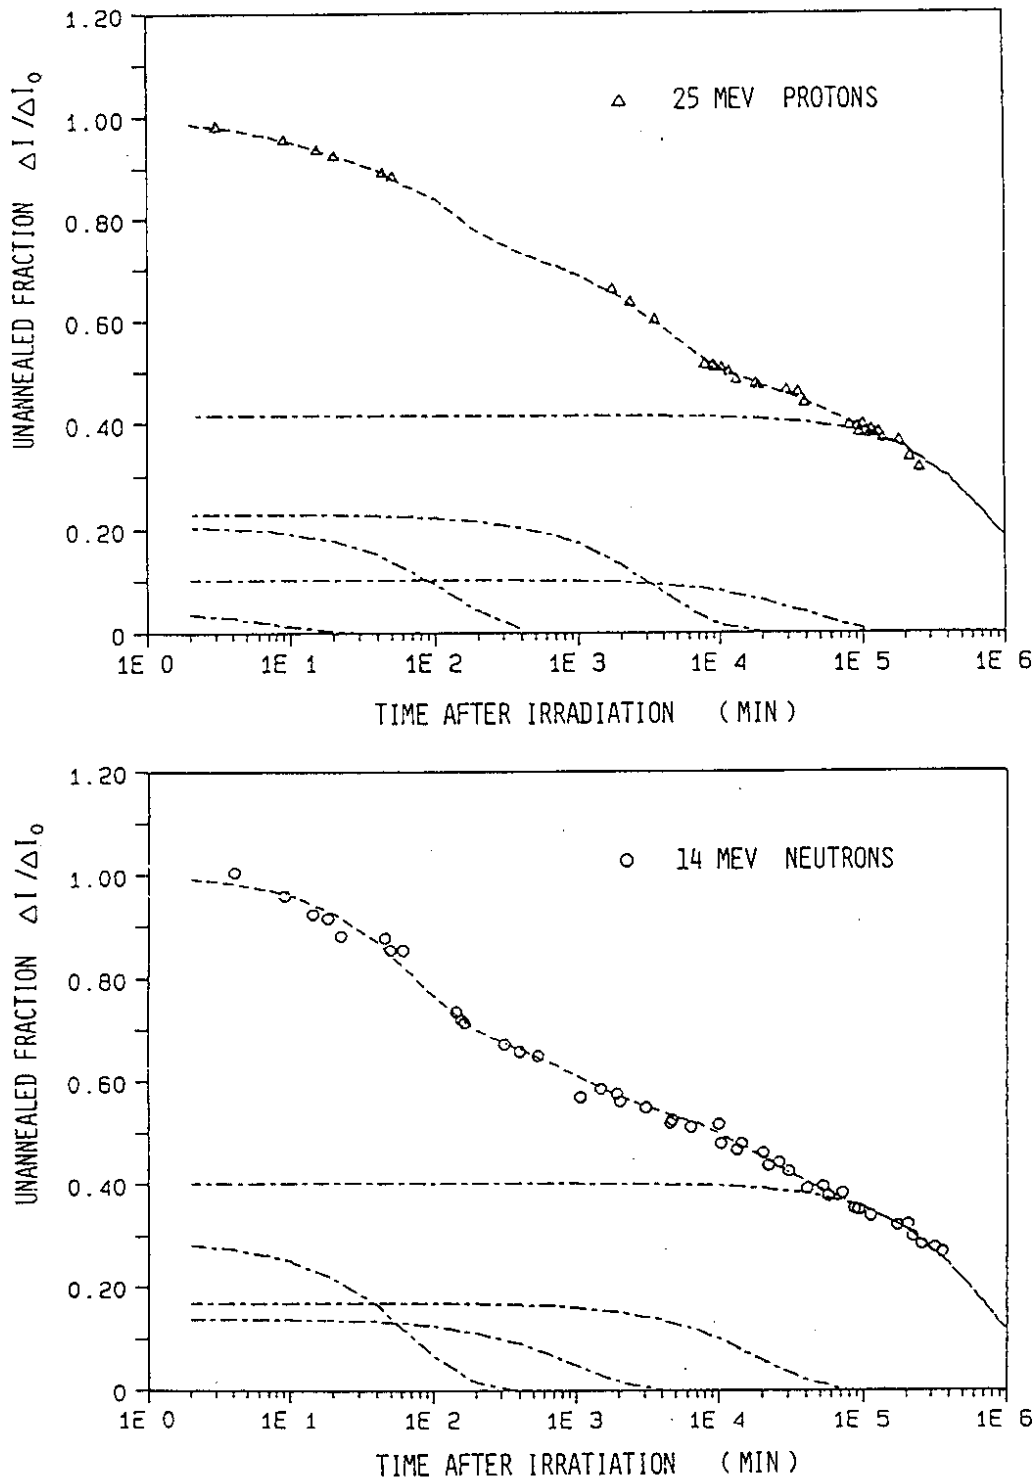 1.20
1.00
0.80
0.60
0.40
0.20
0
UNANNEALED FRACTION ΔI/ΔI₀
△ 25 MEV PROTONS
1E 0 1E 1 1E 2 1E 3 1E 4 1E 5 1E 6
TIME AFTER IRRADIATION (MIN)
1.20
1.00
0.80
0.60
0.40
0.20
0
UNANNEALED FRACTION ΔI/ΔI₀
○ 14 MEV NEUTRONS
1E 0 1E 1 1E 2 1E 3 1E 4 1E 5 1E 6
TIME AFTER IRRATIATION (MIN)